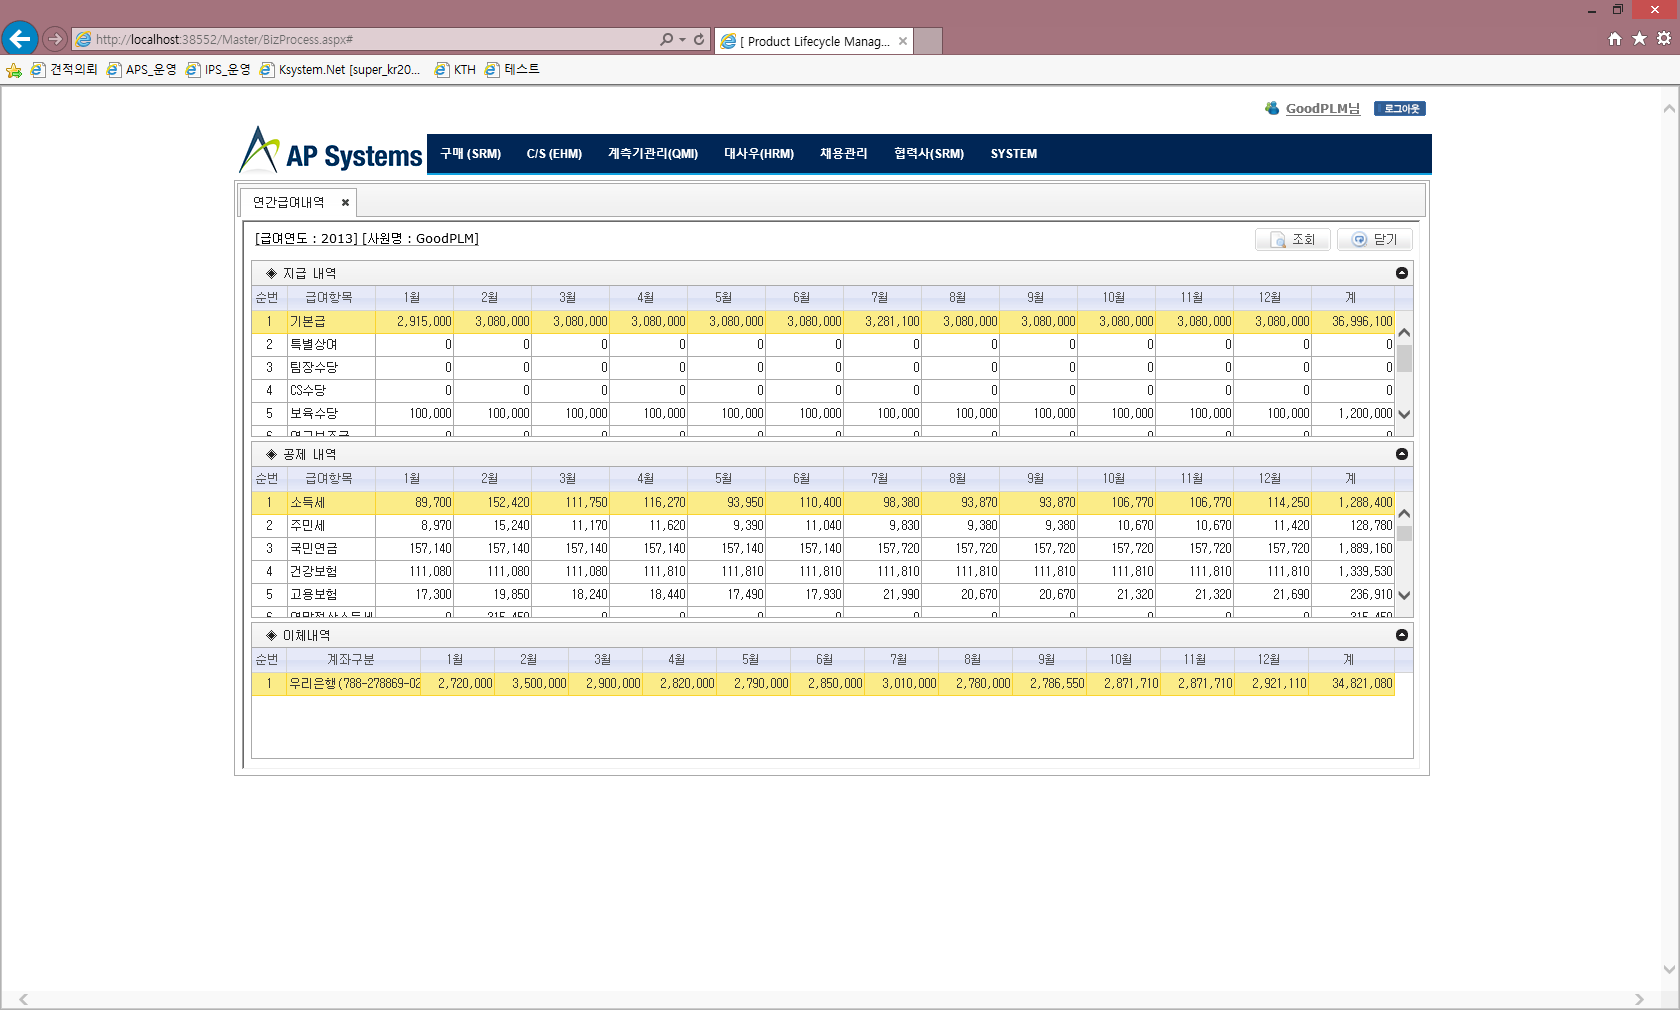 http://localhost:38552/Master/BizProcess.aspx#
[ Product Lifecycle Manag...
견적의뢰 APS_운영 IPS_운영 Ksystem.Net [super_kr20... KTH 테스트
GoodPLM님 로그아웃
AP Systems 구매 (SRM) C/S (EHM) 계측기관리(QMI) 대사우(HRM) 채용관리 협력사(SRM) SYSTEM
연간급여내역
[급여연도 : 2013] [사원명 : GoodPLM] 조회 닫기
◈ 지급 내역
순번 급여항목 1월 2월 3월 4월 5월 6월 7월 8월 9월 10월 11월 12월 계
1 기본급 2,915,000 3,080,000 3,080,000 3,080,000 3,080,000 3,080,000 3,281,100 3,080,000 3,080,000 3,080,000 3,080,000 3,080,000 36,996,100
2 특별상여 0 0 0 0 0 0 0 0 0 0 0 0 0
3 팀장수당 0 0 0 0 0 0 0 0 0 0 0 0 0
4 CS수당 0 0 0 0 0 0 0 0 0 0 0 0 0
5 보육수당 100,000 100,000 100,000 100,000 100,000 100,000 100,000 100,000 100,000 100,000 100,000 100,000 1,200,000
◈ 공제 내역
순번 급여항목 1월 2월 3월 4월 5월 6월 7월 8월 9월 10월 11월 12월 계
1 소득세 89,700 152,420 111,750 116,270 93,950 110,400 98,380 93,870 93,870 106,770 106,770 114,250 1,288,400
2 주민세 8,970 15,240 11,170 11,620 9,390 11,040 9,830 9,380 9,380 10,670 10,670 11,420 128,780
3 국민연금 157,140 157,140 157,140 157,140 157,140 157,140 157,720 157,720 157,720 157,720 157,720 157,720 1,889,160
4 건강보험 111,080 111,080 111,080 111,810 111,810 111,810 111,810 111,810 111,810 111,810 111,810 111,810 1,339,530
5 고용보험 17,300 19,850 18,240 18,440 17,490 17,930 21,990 20,670 20,670 21,320 21,320 21,690 236,910
◈ 이체내역
순번 계좌구분 1월 2월 3월 4월 5월 6월 7월 8월 9월 10월 11월 12월 계
1 우리은행(788-278869-02 2,720,000 3,500,000 2,900,000 2,820,000 2,790,000 2,850,000 3,010,000 2,780,000 2,786,550 2,871,710 2,871,710 2,921,110 34,821,080